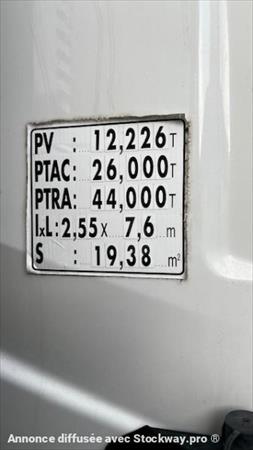 PV : 12,226 T
PTAC: 26,000 T
PTRA: 44,000 T
lxL: 2,55 x 7,6 m
S : 19,38 m²
Annonce diffusée avec Stockway.pro ®